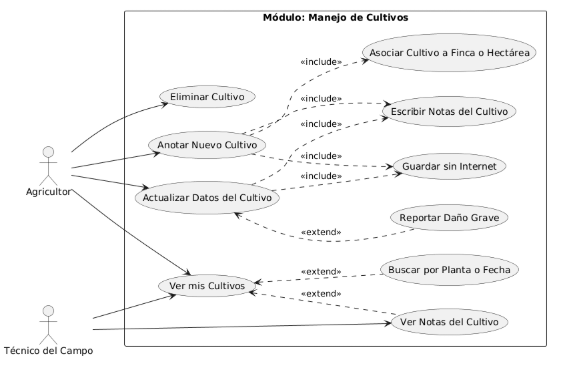 Módulo: Manejo de Cultivos
Asociar Cultivo a Finca o Hectárea
«include»
Eliminar Cultivo
«include»
Escribir Notas del Cultivo
«include»
Anotar Nuevo Cultivo
«include»
Guardar sin Internet
Agricultor
Actualizar Datos del Cultivo
Reportar Daño Grave
«extend»
Buscar por Planta o Fecha
«extend»
Ver mis Cultivos
«extend»
Ver Notas del Cultivo
Técnico del Campo
«include»